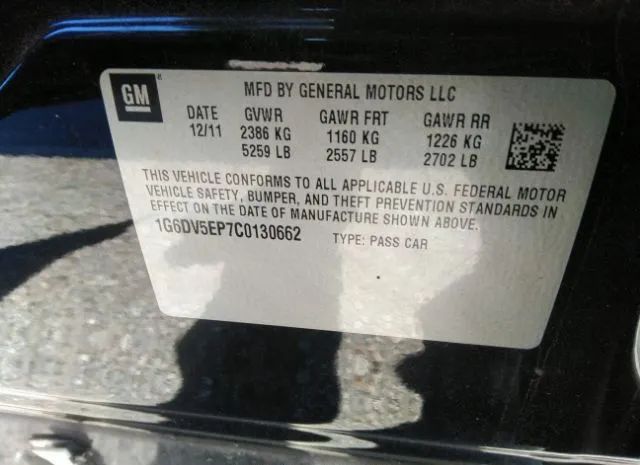 GM
MFD BY GENERAL MOTORS LLC
DATE GVWR GAWR FRT GAWR RR
12/11 2386 KG 1160 KG 1226 KG
5259 LB 2557 LB 2702 LB
THIS VEHICLE CONFORMS TO ALL APPLICABLE U.S. FEDERAL MOTOR
VEHICLE SAFETY, BUMPER, AND THEFT PREVENTION STANDARDS IN
EFFECT ON THE DATE OF MANUFACTURE SHOWN ABOVE.
1G6DV5EP7C0130662 TYPE: PASS CAR